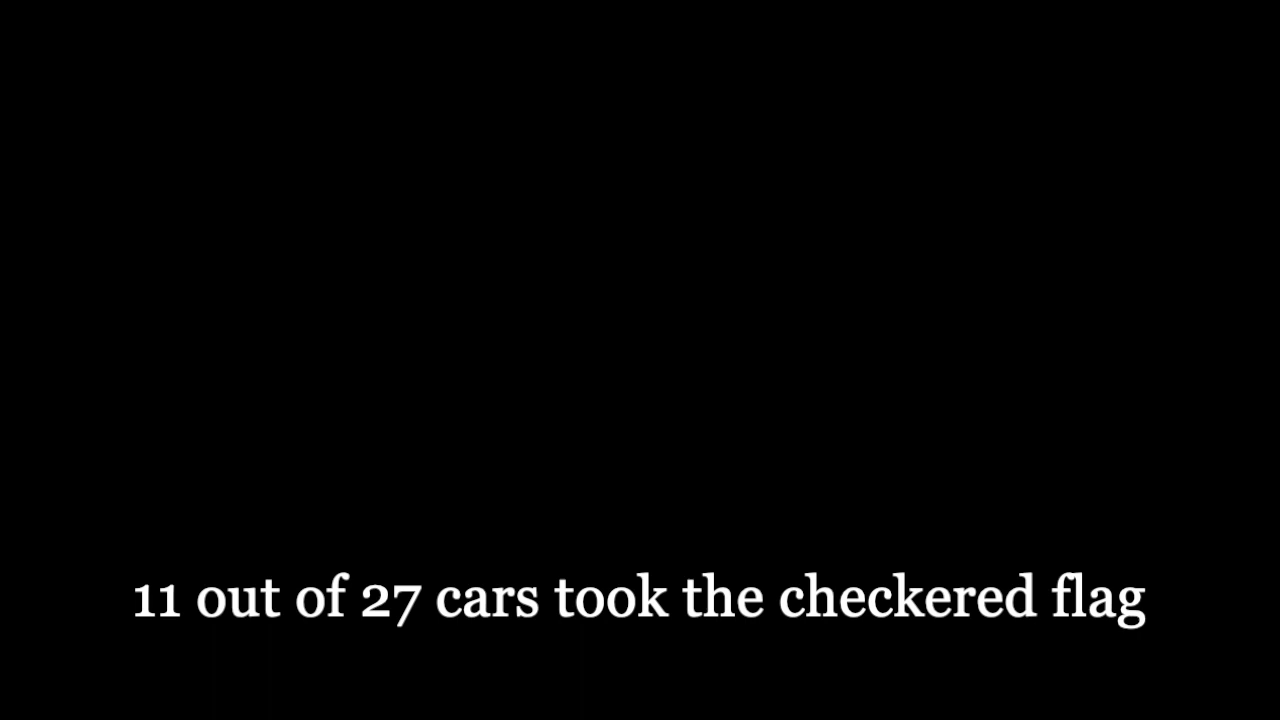 11 out of 27 cars took the checkered flag